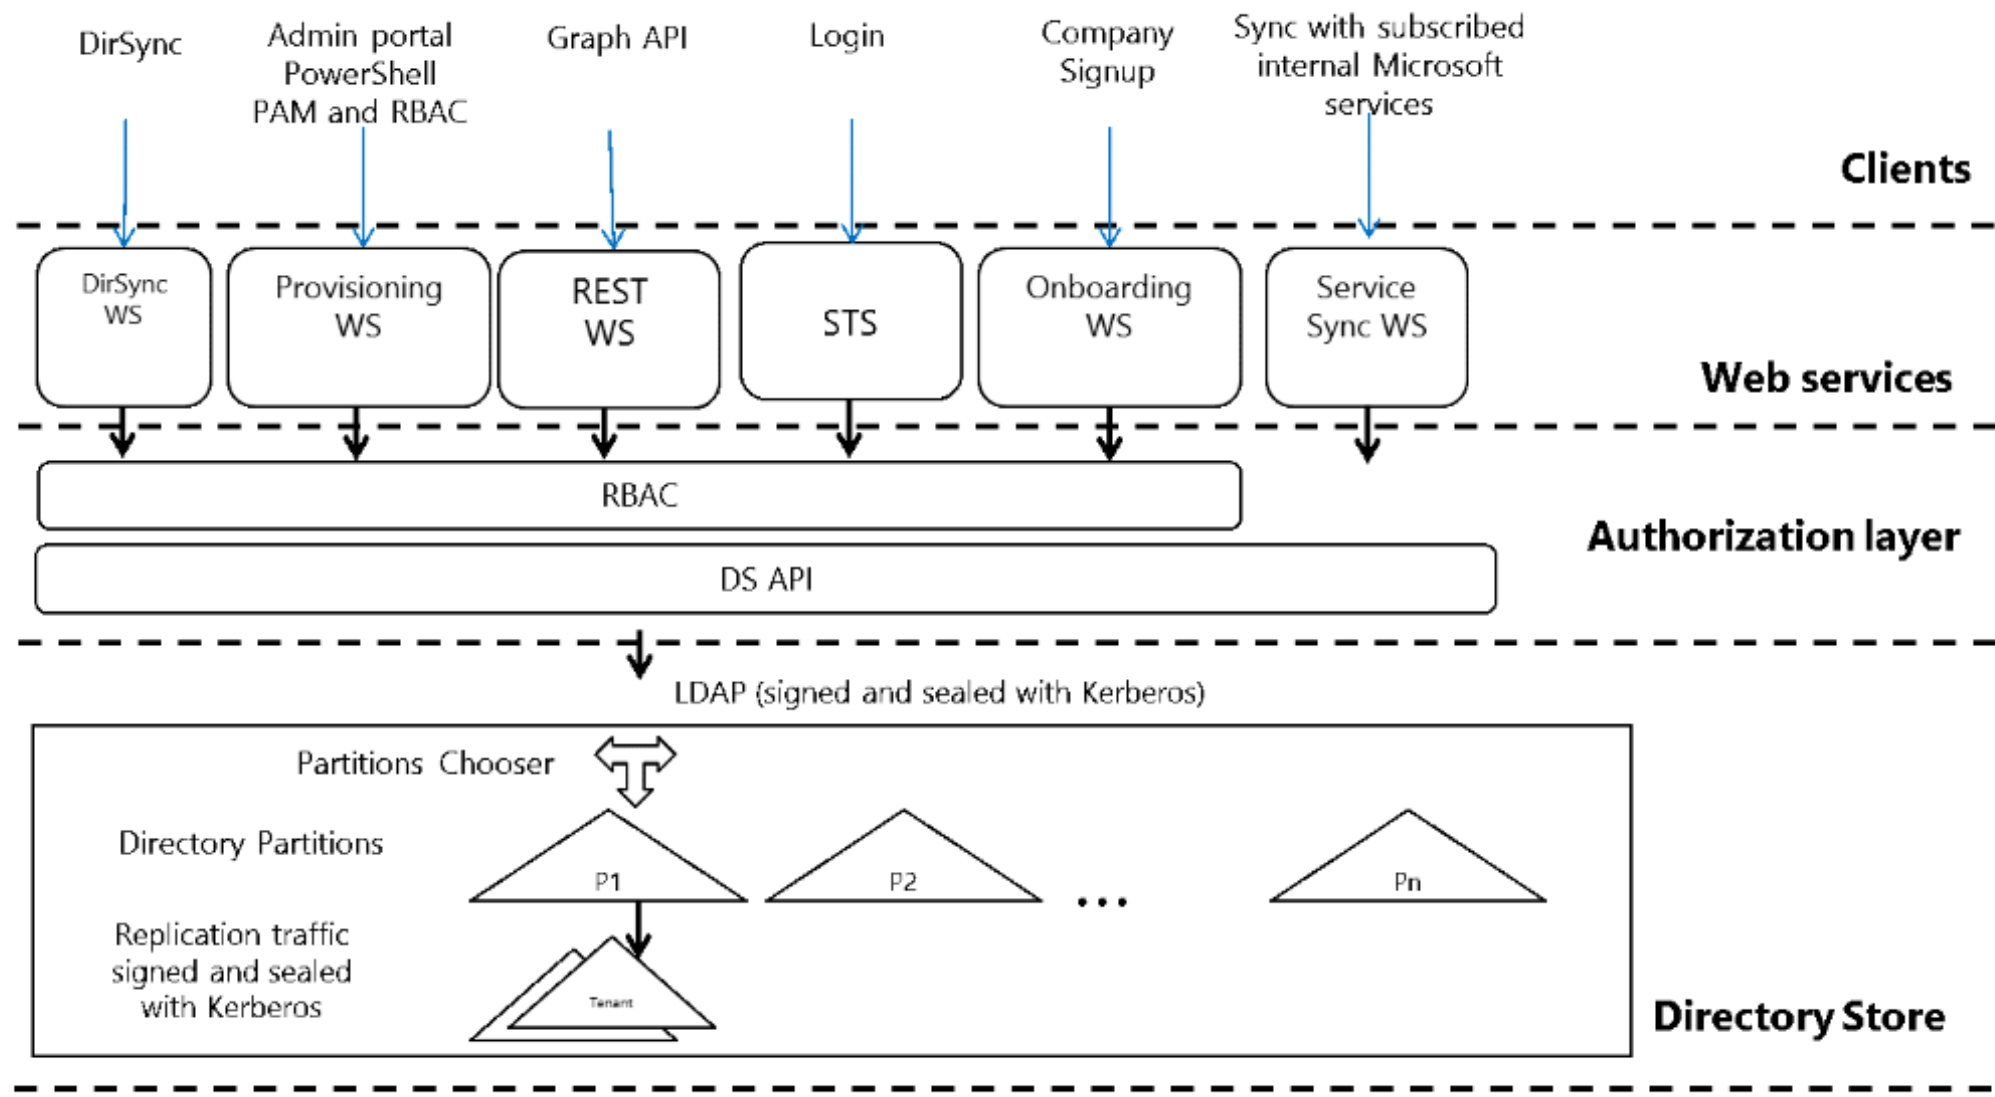 DirSync
Admin portal
PowerShell
PAM and RBAC
Graph API
Login
Company
Signup
Sync with subscribed
internal Microsoft
services
Clients
DirSync
WS
Provisioning
WS
REST
WS
STS
Onboarding
WS
Service
Sync WS
Web services
RBAC
DS API
Authorization layer
LDAP (signed and sealed with Kerberos)
Partitions Chooser
Directory Partitions
P1
P2
...
Pn
Replication traffic
signed and sealed
with Kerberos
Tenant
Directory Store